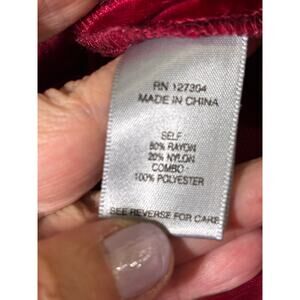 RN 127304
MADE IN CHINA
SELF:
80% RAYON
20% NYLON
COMBO:
100% POLYESTER
SEE REVERSE FOR CARE